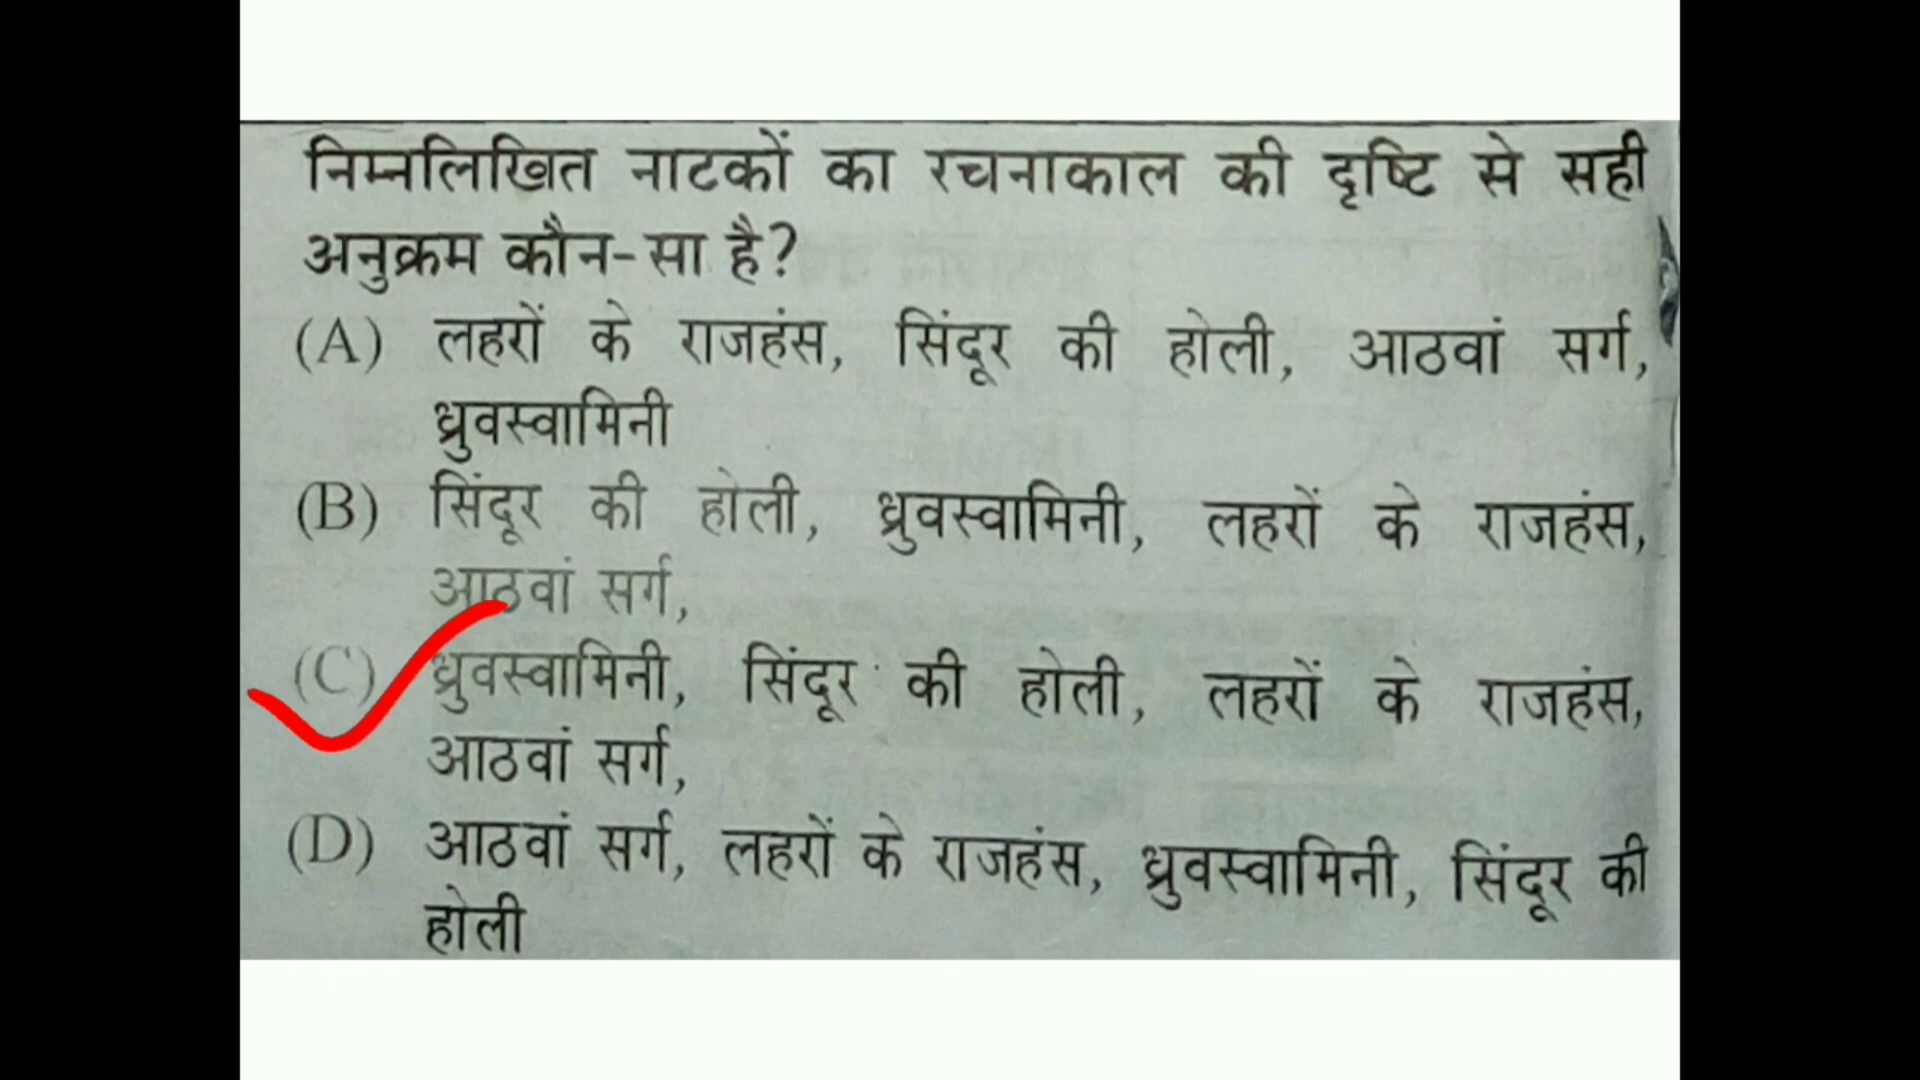 निम्नलिखित नाटकों का रचनाकाल की दृष्टि से सही
अनुक्रम कौन-सा है?
(A) लहरों के राजहंस, सिंदूर की होली, आठवां सर्ग,
ध्रुवस्वामिनी
(B) सिंदूर की होली, ध्रुवस्वामिनी, लहरों के राजहंस,
आठवां सर्ग,
(C) ध्रुवस्वामिनी, सिंदूर की होली, लहरों के राजहंस,
आठवां सर्ग,
(D) आठवां सर्ग, लहरों के राजहंस, ध्रुवस्वामिनी, सिंदूर की
होली